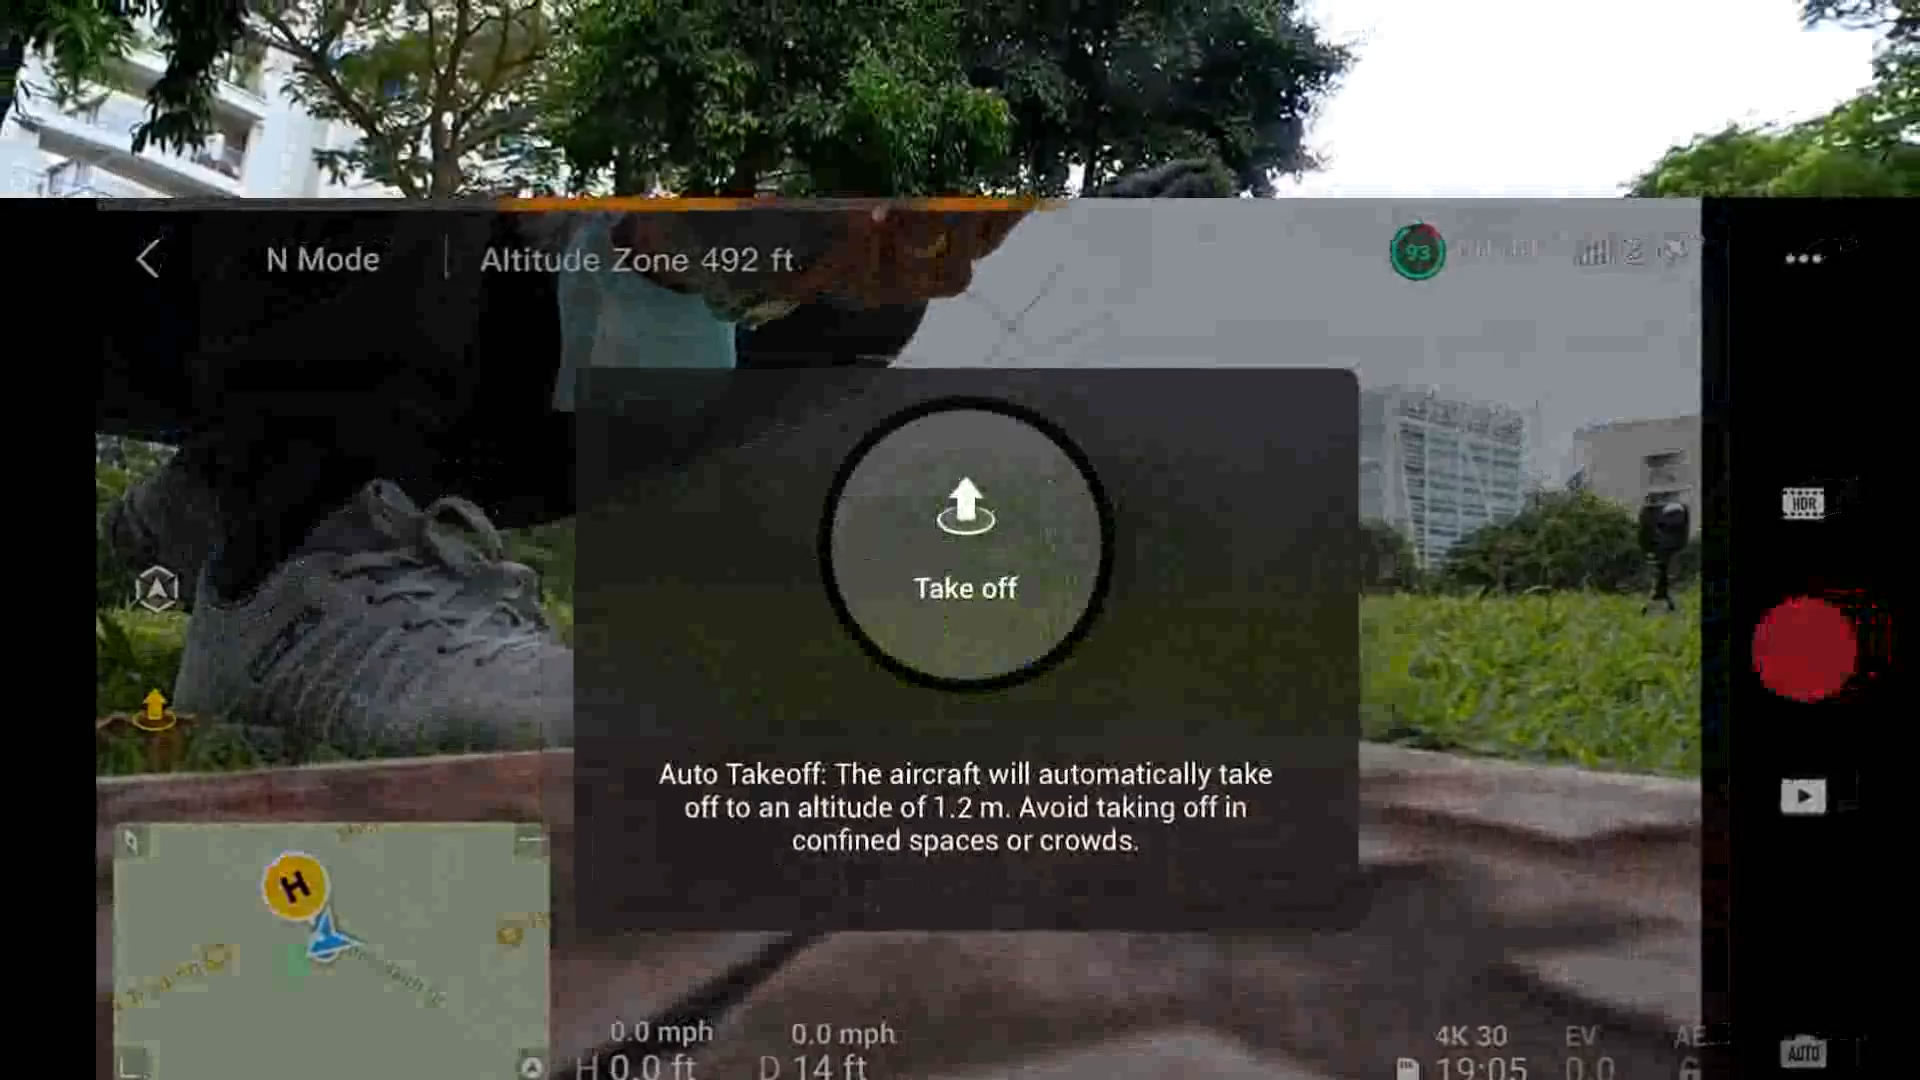 N Mode
Altitude Zone 492 ft.
93
HDR
Take off
Auto Takeoff: The aircraft will automatically take
off to an altitude of 1.2 m. Avoid taking off in
confined spaces or crowds.
H
0.0 mph
0.0 mph
4K 30
EV
AE
H 0.0 ft
D 14 ft
19:05
0.0
AUTO